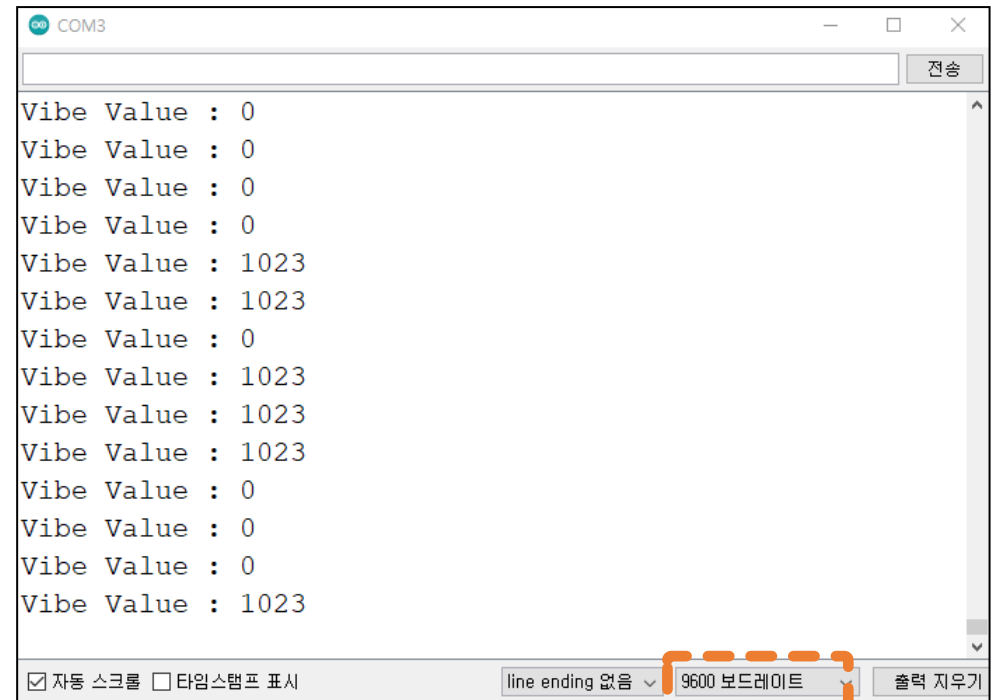 COM3
전송
Vibe Value : 0
Vibe Value : 0
Vibe Value : 0
Vibe Value : 0
Vibe Value : 1023
Vibe Value : 1023
Vibe Value : 0
Vibe Value : 1023
Vibe Value : 1023
Vibe Value : 1023
Vibe Value : 0
Vibe Value : 0
Vibe Value : 0
Vibe Value : 1023
자동 스크롤 타임스탬프 표시 line ending 없음 9600 보드레이트 출력 지우기